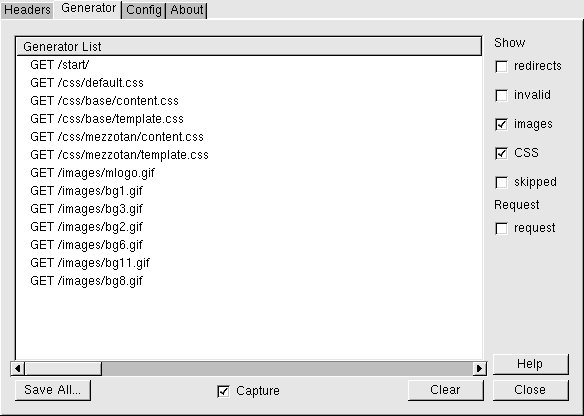 Headers Generator Config About
Generator List
GET /start/
GET /css/default.css
GET /css/base/content.css
GET /css/base/template.css
GET /css/mezzotan/content.css
GET /css/mezzotan/template.css
GET /images/mlogo.gif
GET /images/bg1.gif
GET /images/bg3.gif
GET /images/bg2.gif
GET /images/bg6.gif
GET /images/bg11.gif
GET /images/bg8.gif
Show
redirects
invalid
images
CSS
skipped
Request
request
Help
Save All... Capture Clear Close